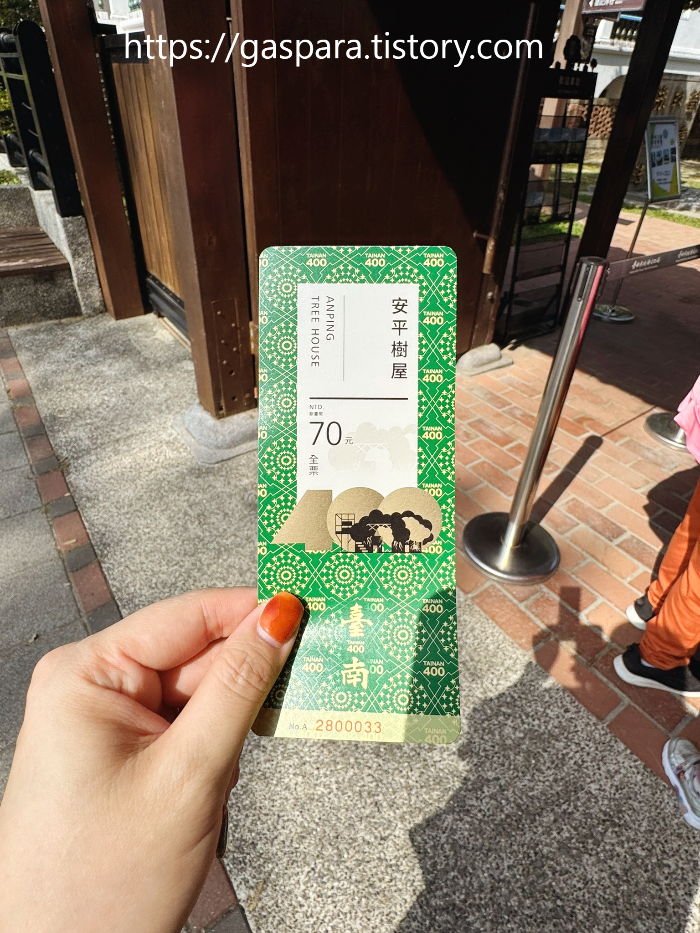 https://gaspara.tistory.com
TAINAN 400
安平樹屋
ANPING
TREE HOUSE
NTD.
新臺幣
70元
全票
400
臺南
No.A 2800033